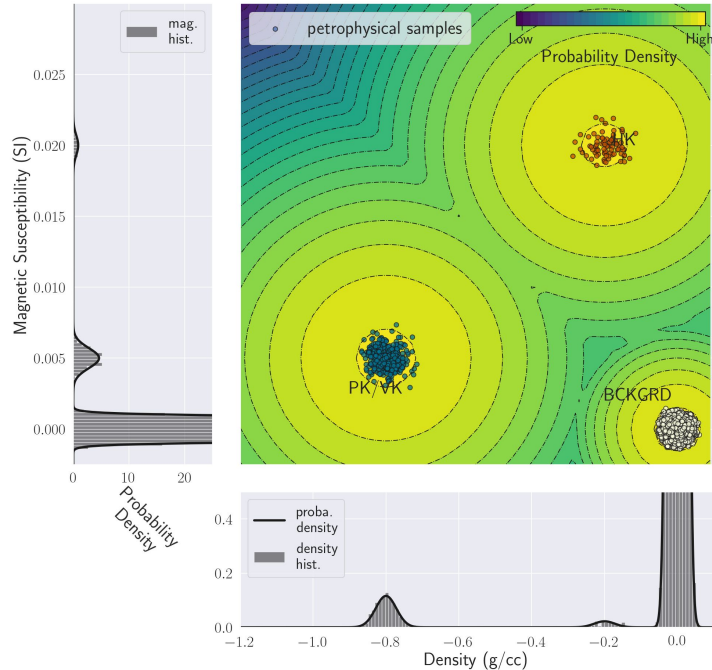 mag.
hist.
petrophysical samples
Low
High
Probability Density
HK
PK/VK
BCKGRD
0.025
0.020
0.015
0.010
0.005
0.000
Magnetic Susceptibility (SI)
0 10 20
Probability
Density
proba.
density
density
hist.
0.4
0.2
0.0
−1.2 −1.0 −0.8 −0.6 −0.4 −0.2 0.0
Density (g/cc)